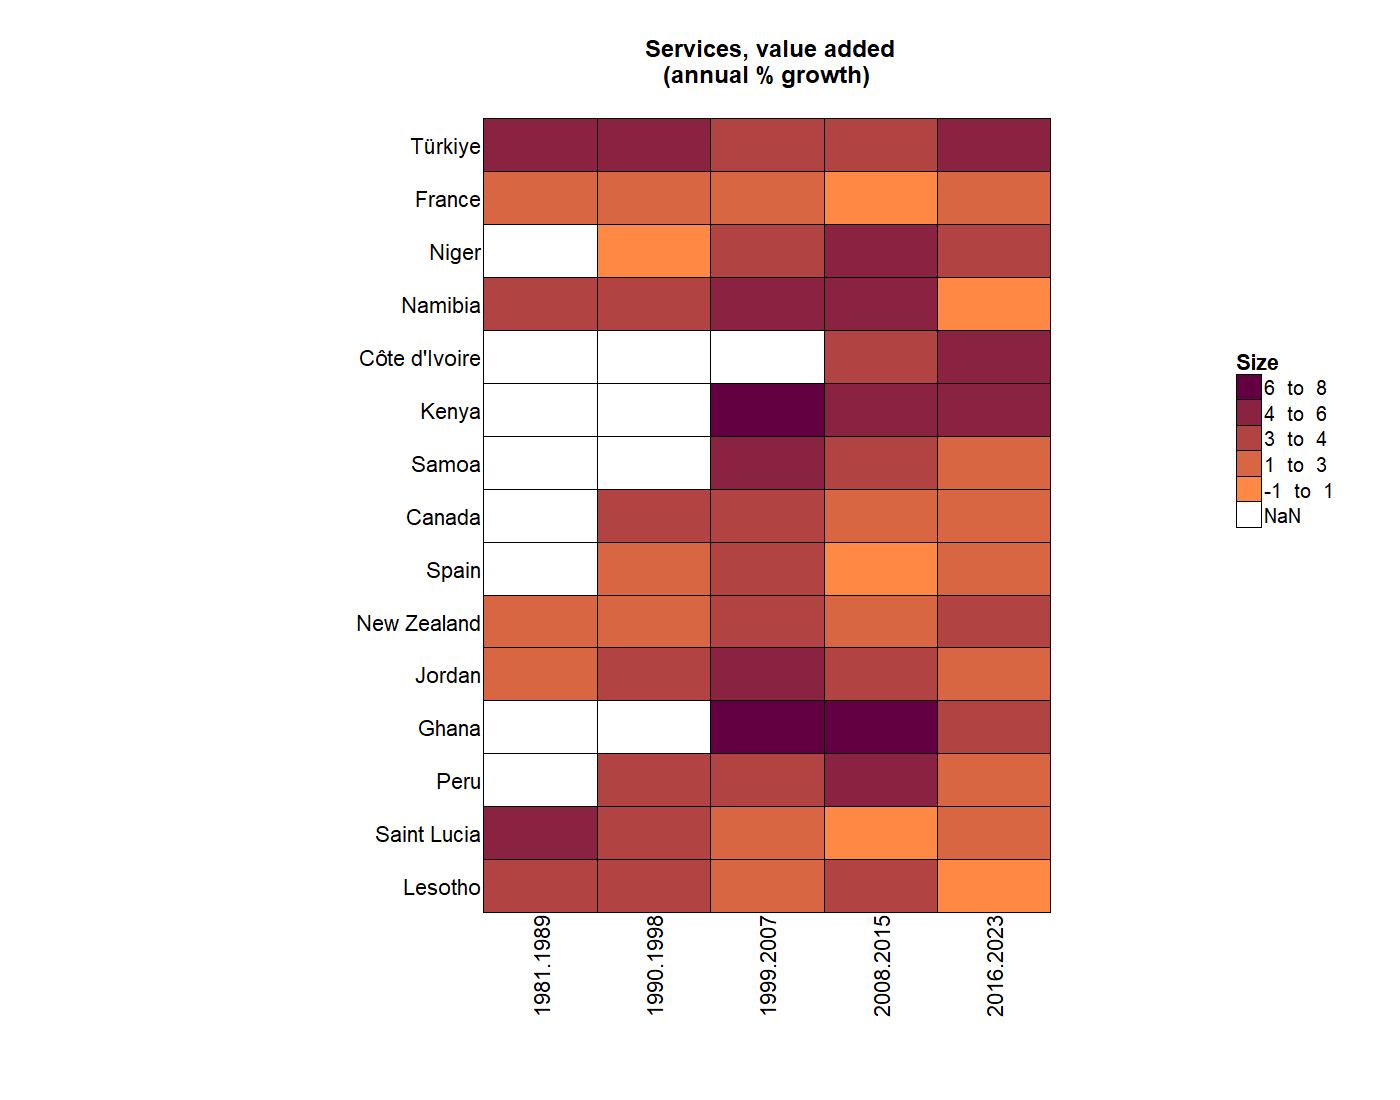 Services, value added
(annual % growth)
Türkiye
France
Niger
Namibia
Côte d'Ivoire
Kenya
Samoa
Canada
Spain
New Zealand
Jordan
Ghana
Peru
Saint Lucia
Lesotho
1981.1989
1990.1998
1999.2007
2008.2015
2016.2023
Size
6 to 8
4 to 6
3 to 4
1 to 3
-1 to 1
NaN